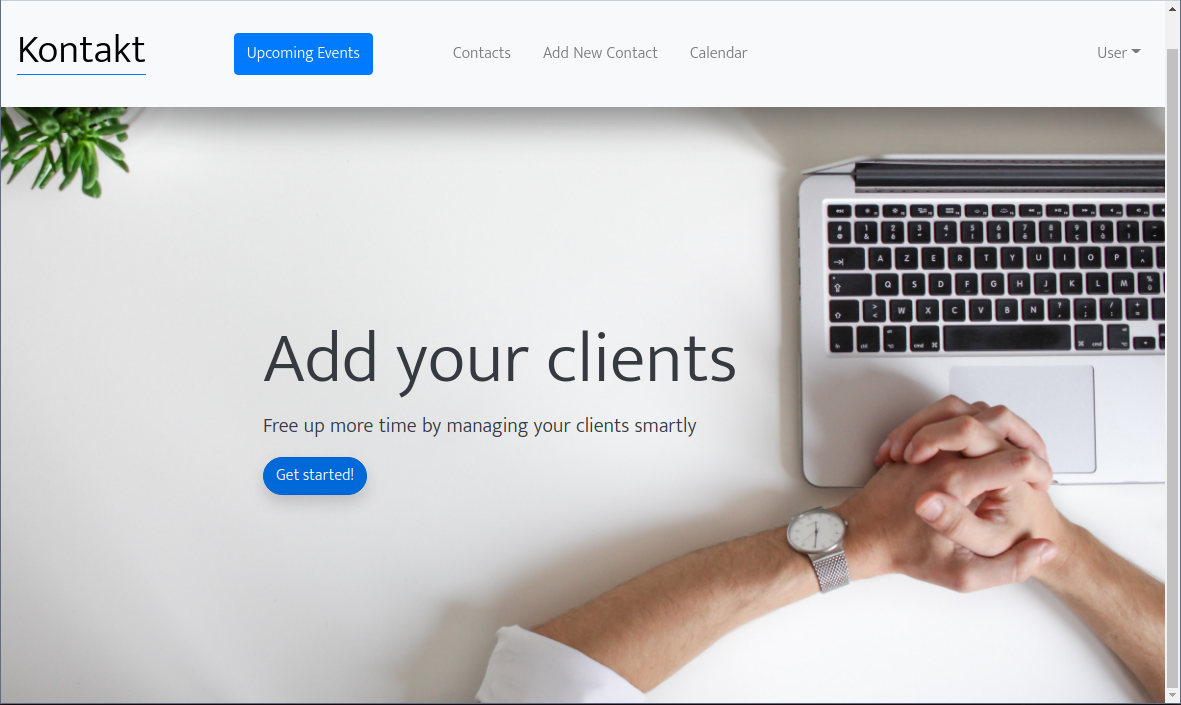 Kontakt
Upcoming Events
Contacts
Add New Contact
Calendar
User
Add your clients
Free up more time by managing your clients smartly
Get started!
A Z E R T Y U I O P
Q S D F G H J K L M
W X C V B N